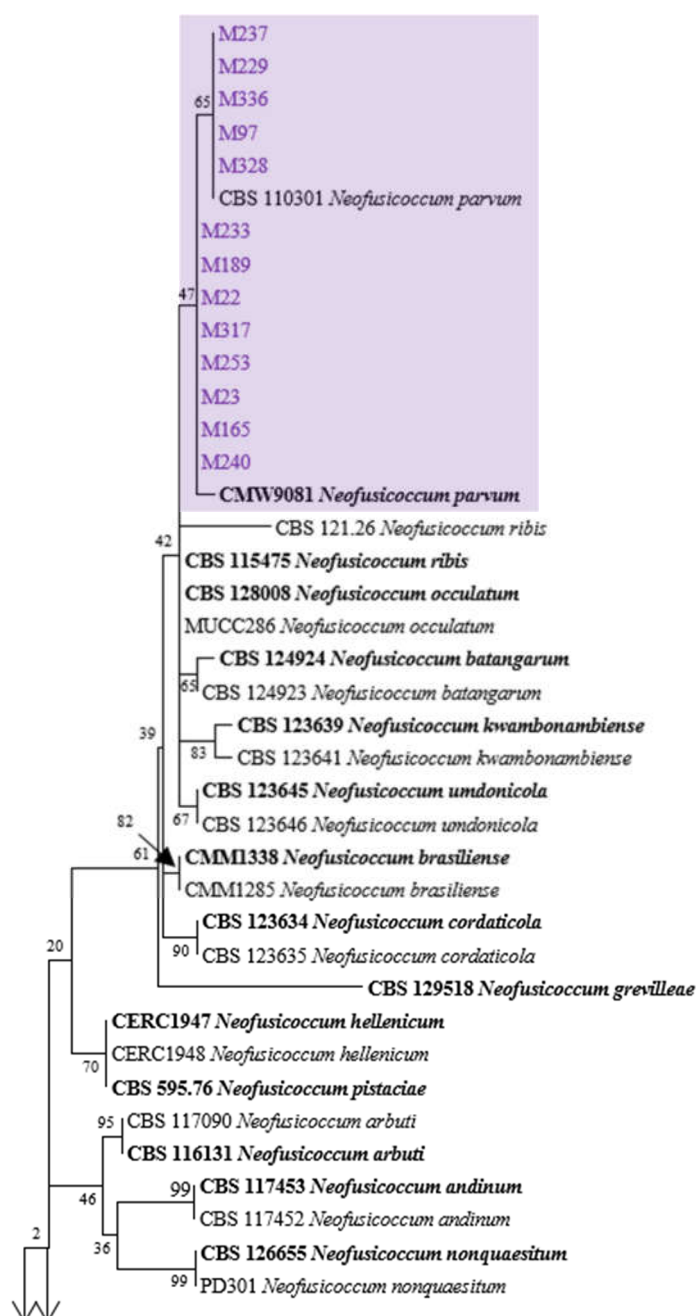 M237
M229
65
M336
M97
M328
CBS 110301 Neofusicoccum parvum
M233
M189
47
M22
M317
M253
M23
M165
M240
CMW9081 Neofusicoccum parvum
CBS 121.26 Neofusicoccum ribis
42
CBS 115475 Neofusicoccum ribis
CBS 128008 Neofusicoccum occulatum
MUCC286 Neofusicoccum occulatum
CBS 124924 Neofusicoccum batangarum
65
CBS 124923 Neofusicoccum batangarum
CBS 123639 Neofusicoccum kwambonambiense
39
83
CBS 123641 Neofusicoccum kwambonambiense
CBS 123645 Neofusicoccum umdonicola
67
CBS 123646 Neofusicoccum umdonicola
82
61
CMM1338 Neofusicoccum brasiliense
CMM1285 Neofusicoccum brasiliense
CBS 123634 Neofusicoccum cordaticola
20
90
CBS 123635 Neofusicoccum cordaticola
CBS 129518 Neofusicoccum grevilleae
CERC1947 Neofusicoccum hellenicum
CERC1948 Neofusicoccum hellenicum
70
CBS 595.76 Neofusicoccum pistaciae
95
CBS 117090 Neofusicoccum arbuti
CBS 116131 Neofusicoccum arbuti
99
CBS 117453 Neofusicoccum andinum
46
CBS 117452 Neofusicoccum andinum
2
36
CBS 126655 Neofusicoccum nonquaesitum
99
PD301 Neofusicoccum nonquaesitum